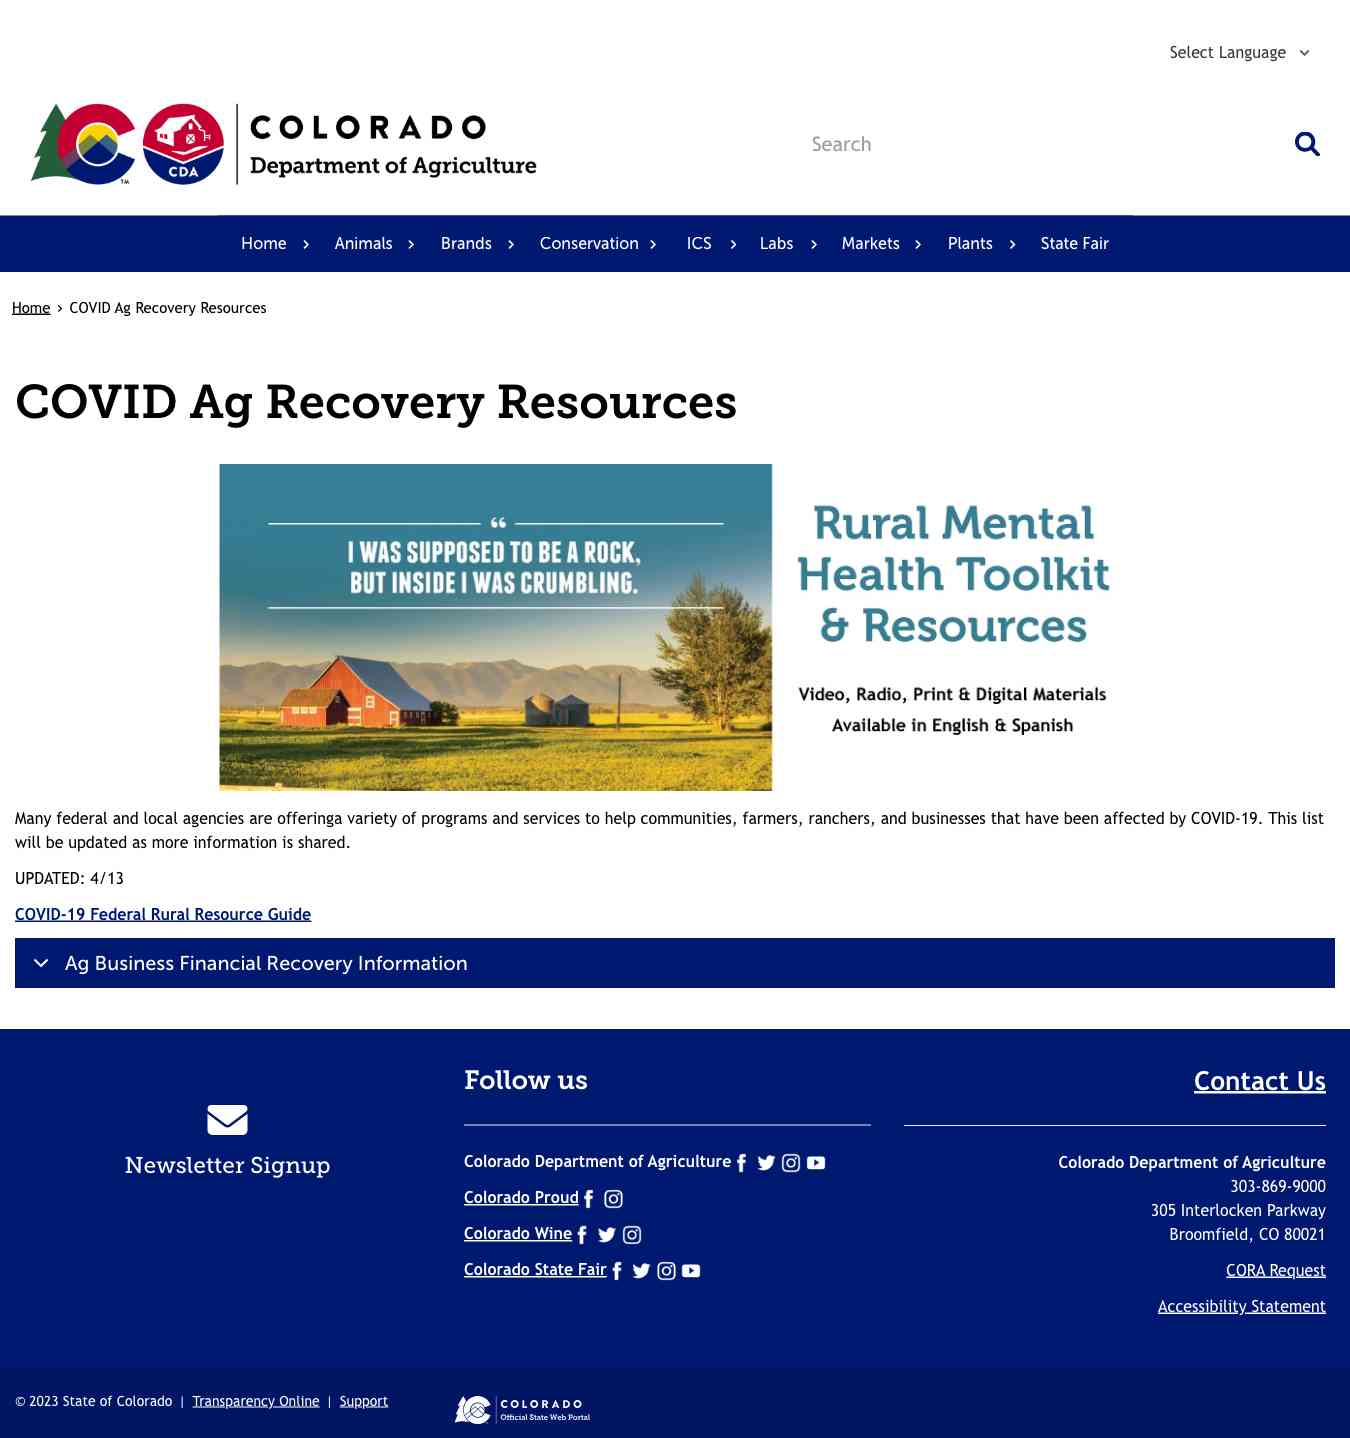 Select Language
COLORADO
Department of Agriculture
CDA
TM
Search
Home
Animals
Brands
Conservation
ICS
Labs
Markets
Plants
State Fair
Home › COVID Ag Recovery Resources
COVID Ag Recovery Resources
“
I WAS SUPPOSED TO BE A ROCK,
BUT INSIDE I WAS CRUMBLING.
Rural Mental
Health Toolkit
& Resources
Video, Radio, Print & Digital Materials
Available in English & Spanish
Many federal and local agencies are offeringa variety of programs and services to help communities, farmers, ranchers, and businesses that have been affected by COVID-19. This list
will be updated as more information is shared.
UPDATED: 4/13
COVID-19 Federal Rural Resource Guide
Ag Business Financial Recovery Information
Newsletter Signup
Follow us
Colorado Department of Agriculture
Colorado Proud
Colorado Wine
Colorado State Fair
Contact Us
Colorado Department of Agriculture
303-869-9000
305 Interlocken Parkway
Broomfield, CO 80021
CORA Request
Accessibility Statement
© 2023 State of Colorado | Transparency Online | Support
COLORADO
Official State Web Portal